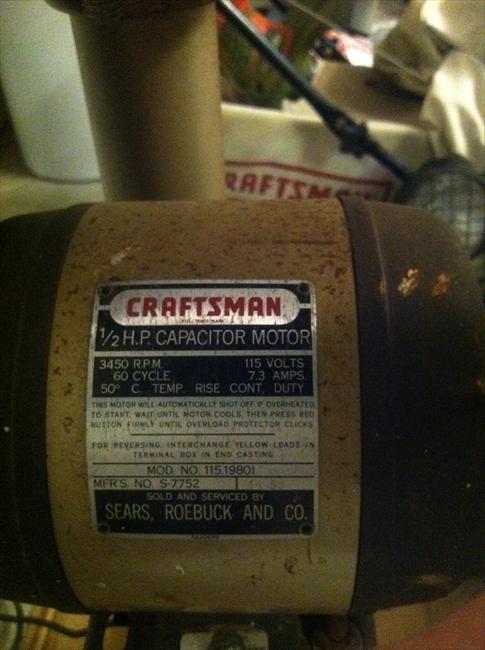 CRAFTSMAN
CRAFTSMAN
1/2 H.P. CAPACITOR MOTOR
3450 R.P.M. 115 VOLTS
60 CYCLE 7.3 AMPS.
50° C. TEMP. RISE CONT. DUTY
THIS MOTOR WILL AUTOMATICALLY SHUT OFF IF OVERHEATED
TO START, WAIT UNTIL MOTOR COOLS, THEN PRESS RED
BUTTON FIRMLY UNTIL OVERLOAD PROTECTOR CLICKS
FOR REVERSING, INTERCHANGE YELLOW LEADS IN
TERMINAL BOX IN END CASTING
MOD. NO. 115.19801
MFR'S. NO. S-7752
SOLD AND SERVICED BY
SEARS, ROEBUCK AND CO.